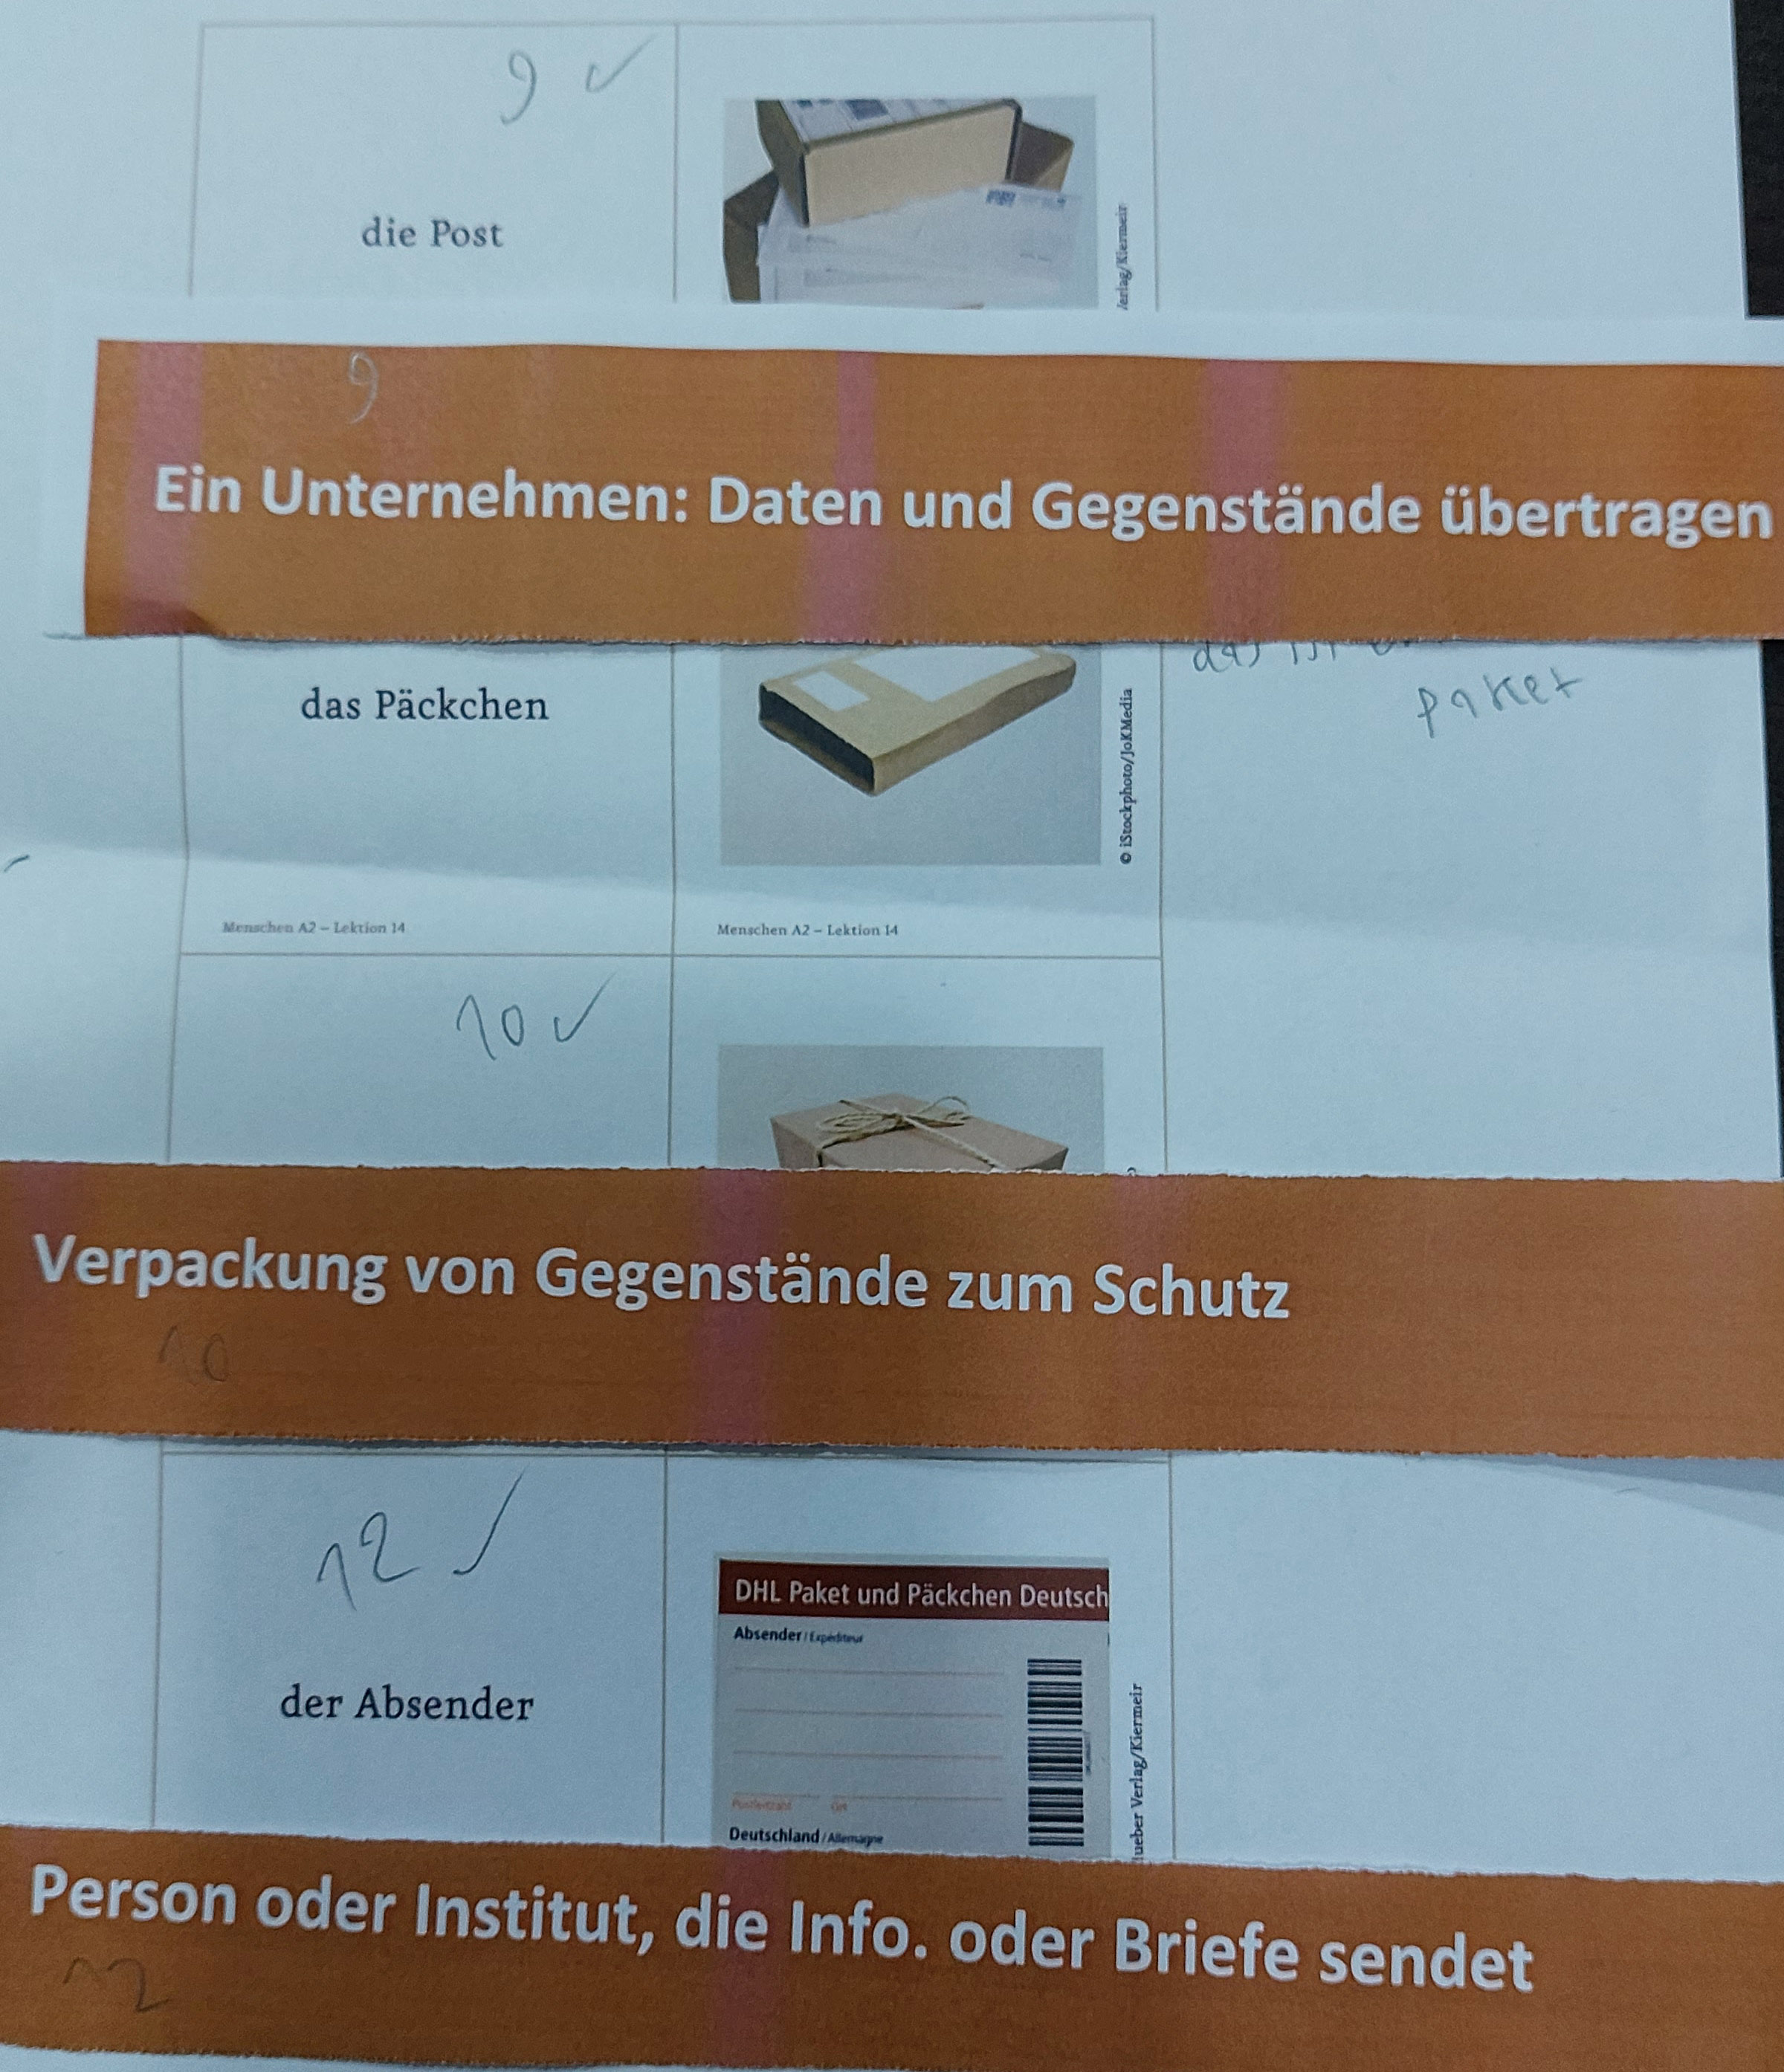 9 ✓
die Post
Verlag/Kiermeir
9
Ein Unternehmen: Daten und Gegenstände übertragen
das ist
paket
das Päckchen
© iStockphoto/JoKMedia
Menschen A2 – Lektion 14
Menschen A2 – Lektion 14
10 ✓
Verpackung von Gegenstände zum Schutz
10
12 ✓
DHL Paket und Päckchen Deutsch
Absender / Expéditeur
der Absender
Postleitzahl Ort
Deutschland / Allemagne
ueber Verlag/Kiermeir
Person oder Institut, die Info. oder Briefe sendet
12